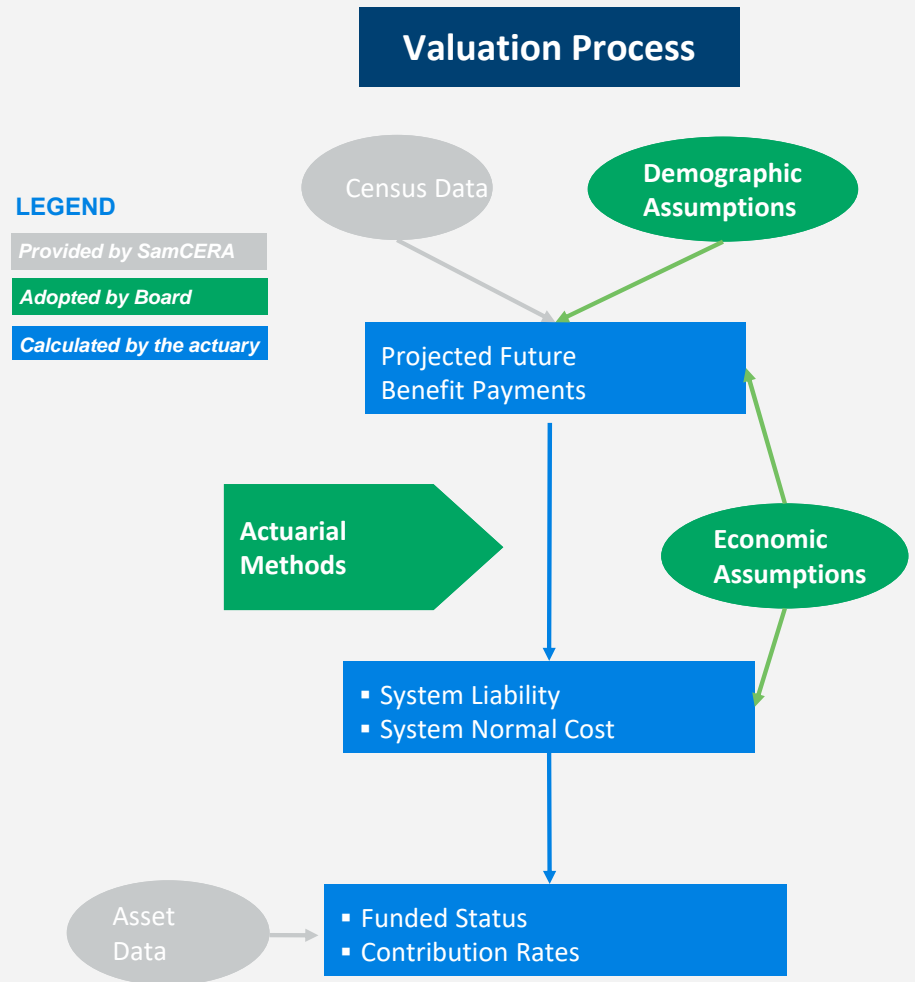 Valuation Process
Census Data
Demographic
Assumptions
LEGEND
Provided by SamCERA
Adopted by Board
Calculated by the actuary
Projected Future
Benefit Payments
Actuarial
Methods
Economic
Assumptions
▪ System Liability
▪ System Normal Cost
Asset
Data
▪ Funded Status
▪ Contribution Rates